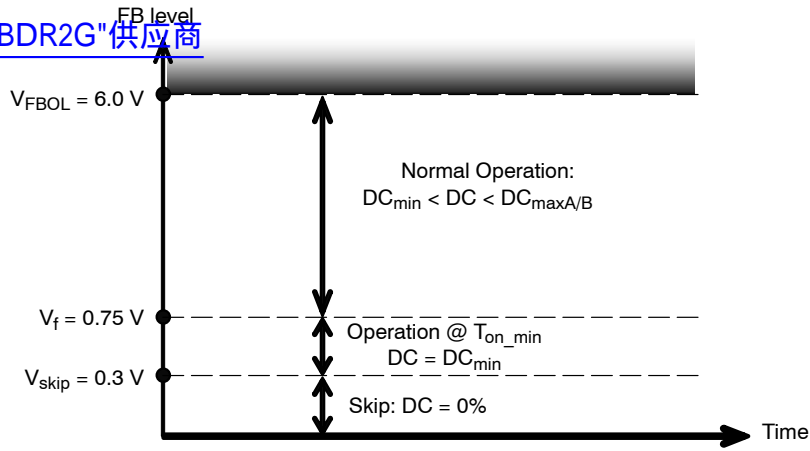 FB level
BDR2G"供应商
V_FBOL = 6.0 V
Normal Operation:
DC_min < DC < DC_maxA/B
V_f = 0.75 V
Operation @ T_on_min
DC = DC_min
V_skip = 0.3 V
Skip: DC = 0%
Time